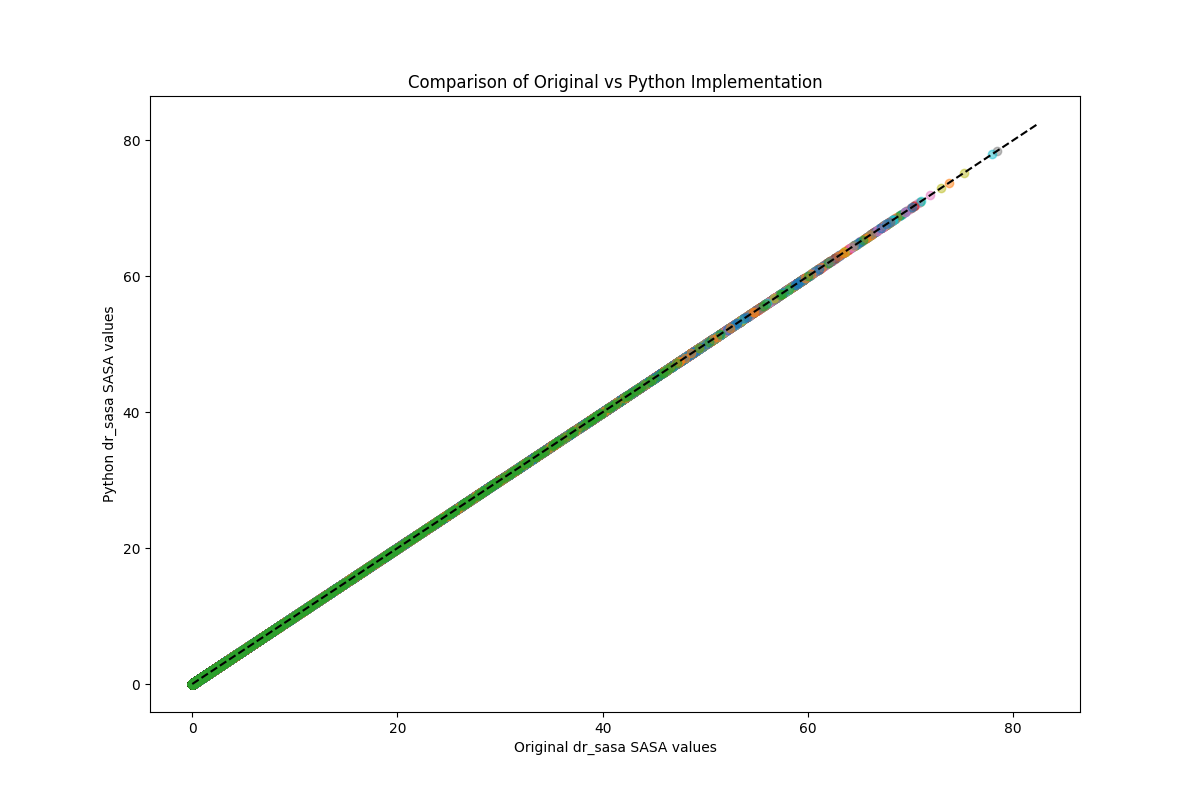 Comparison of Original vs Python Implementation
80
60
40
20
0
Python dr_sasa SASA values
0 20 40 60 80
Original dr_sasa SASA values